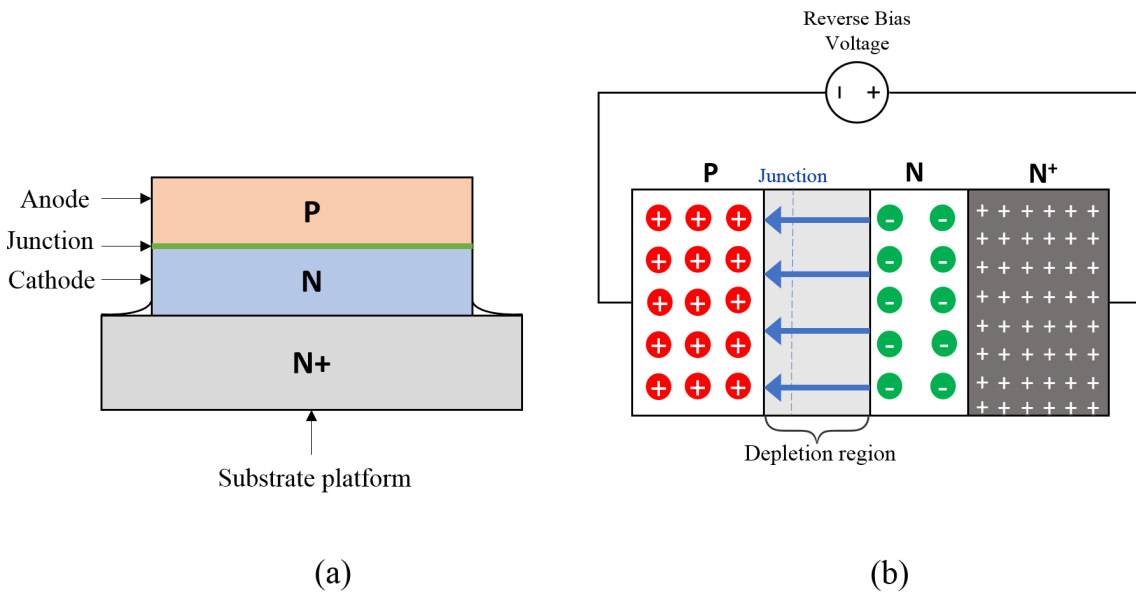 Anode
Junction
Cathode
P
N
N+
Substrate platform
(a)
Reverse Bias
Voltage
- +
P
Junction
N
N+
+ + + - - + + + + + +
+ + + - - + + + + + +
+ + + - - + + + + + +
+ + + - - + + + + + +
+ + + - - + + + + + +
+ + + + + +
+ + + + + +
+ + + + + +
Depletion region
(b)